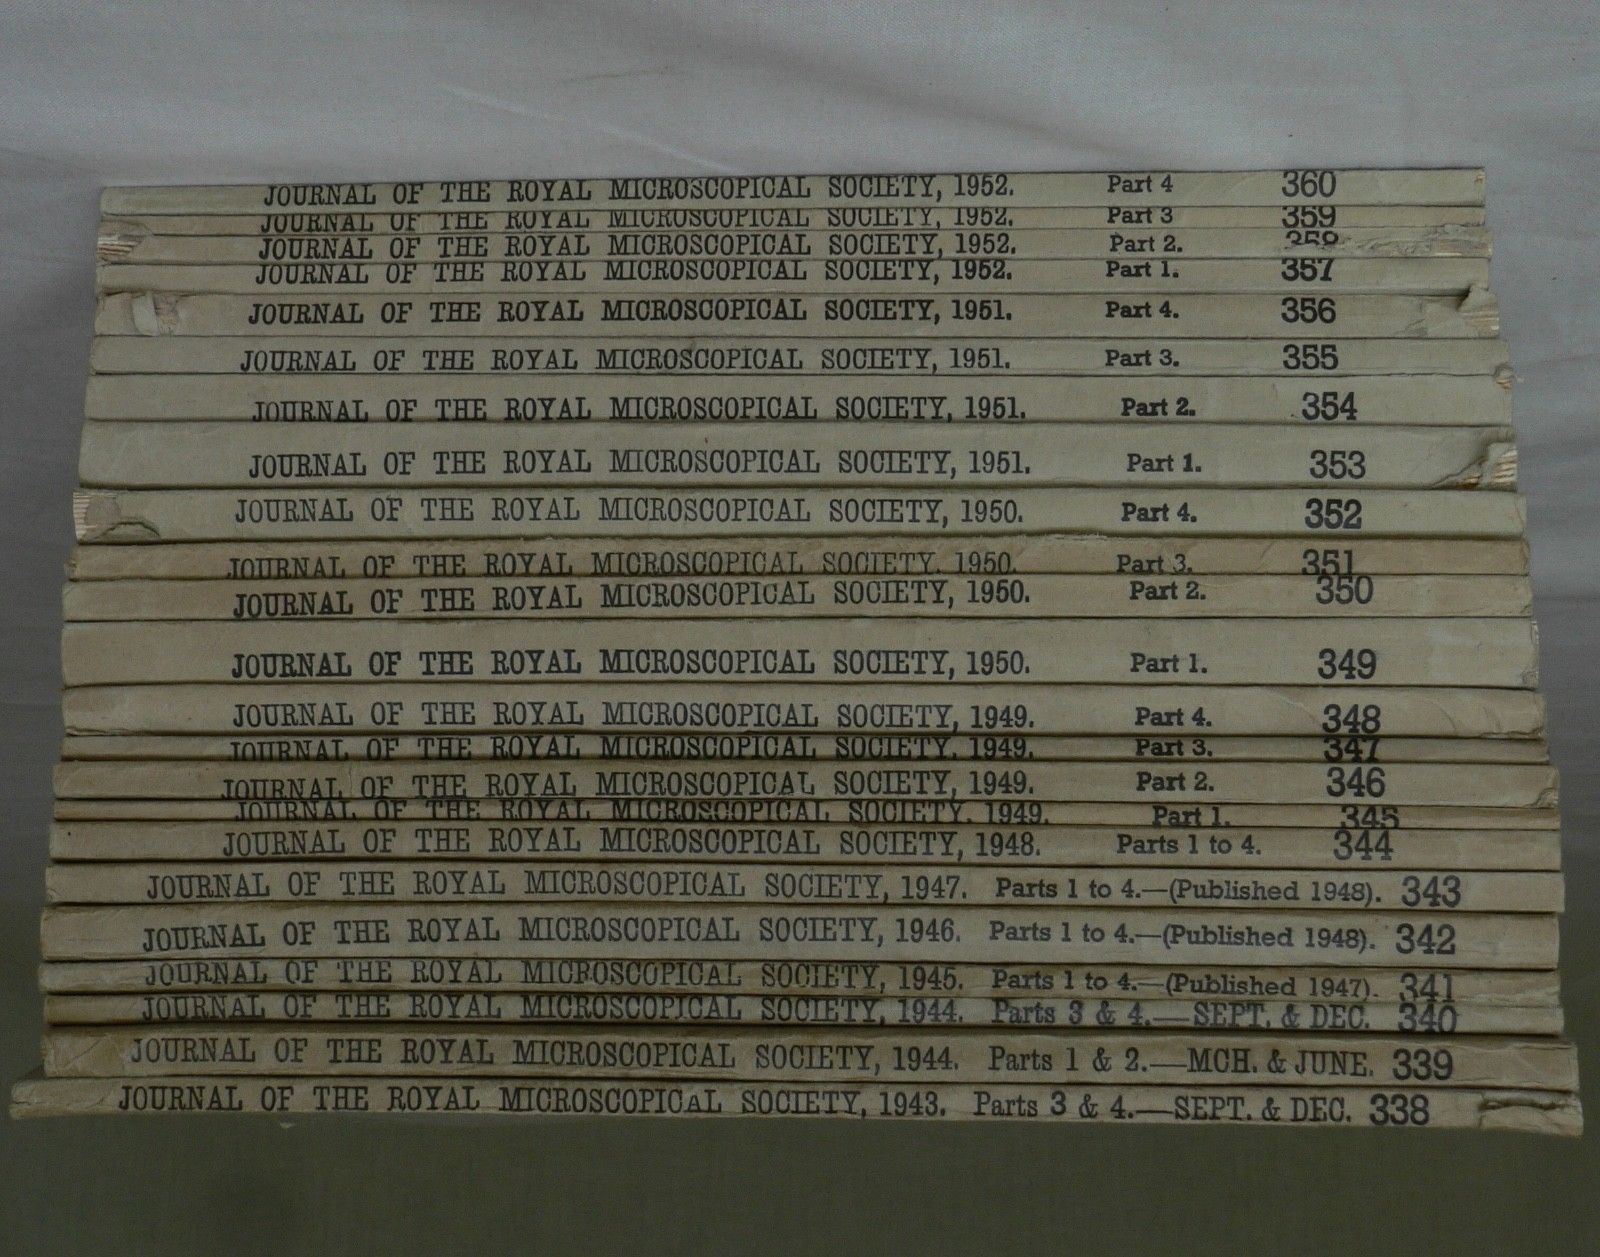 JOURNAL OF THE ROYAL MICROSCOPICAL SOCIETY, 1952. Part 4 360
JOURNAL OF THE ROYAL MICROSCOPICAL SOCIETY, 1952. Part 3 359
JOURNAL OF THE ROYAL MICROSCOPICAL SOCIETY, 1952. Part 2. 358
JOURNAL OF THE ROYAL MICROSCOPICAL SOCIETY, 1952. Part 1. 357
JOURNAL OF THE ROYAL MICROSCOPICAL SOCIETY, 1951. Part 4. 356
JOURNAL OF THE ROYAL MICROSCOPICAL SOCIETY, 1951. Part 3. 355
JOURNAL OF THE ROYAL MICROSCOPICAL SOCIETY, 1951. Part 2. 354
JOURNAL OF THE ROYAL MICROSCOPICAL SOCIETY, 1951. Part 1. 353
JOURNAL OF THE ROYAL MICROSCOPICAL SOCIETY, 1950. Part 4. 352
JOURNAL OF THE ROYAL MICROSCOPICAL SOCIETY, 1950. Part 3. 351
JOURNAL OF THE ROYAL MICROSCOPICAL SOCIETY, 1950. Part 2. 350
JOURNAL OF THE ROYAL MICROSCOPICAL SOCIETY, 1950. Part 1. 349
JOURNAL OF THE ROYAL MICROSCOPICAL SOCIETY, 1949. Part 4. 348
JOURNAL OF THE ROYAL MICROSCOPICAL SOCIETY, 1949. Part 3. 347
JOURNAL OF THE ROYAL MICROSCOPICAL SOCIETY, 1949. Part 2. 346
JOURNAL OF THE ROYAL MICROSCOPICAL SOCIETY, 1949. Part 1. 345
JOURNAL OF THE ROYAL MICROSCOPICAL SOCIETY, 1948. Parts 1 to 4. 344
JOURNAL OF THE ROYAL MICROSCOPICAL SOCIETY, 1947. Parts 1 to 4.—(Published 1948). 343
JOURNAL OF THE ROYAL MICROSCOPICAL SOCIETY, 1946. Parts 1 to 4.—(Published 1948). 342
JOURNAL OF THE ROYAL MICROSCOPICAL SOCIETY, 1945. Parts 1 to 4.—(Published 1947). 341
JOURNAL OF THE ROYAL MICROSCOPICAL SOCIETY, 1944. Parts 3 & 4.—SEPT. & DEC. 340
JOURNAL OF THE ROYAL MICROSCOPICAL SOCIETY, 1944. Parts 1 & 2.—MCH. & JUNE. 339
JOURNAL OF THE ROYAL MICROSCOPICAL SOCIETY, 1943. Parts 3 & 4.—SEPT. & DEC. 338